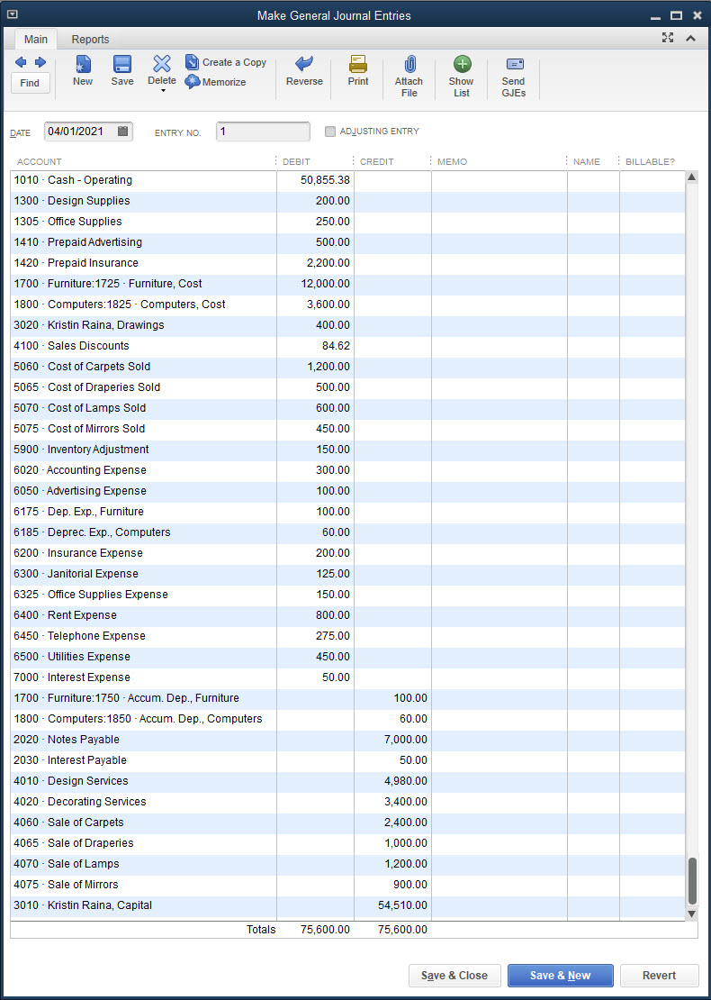 Make General Journal Entries
Main Reports
Find New Save Delete Create a Copy Memorize Reverse Print Attach File Show List Send GJEs
DATE 04/01/2021 ENTRY NO. 1 ADJUSTING ENTRY
ACCOUNT DEBIT CREDIT MEMO NAME BILLABLE?
1010 · Cash - Operating 50,855.38
1300 · Design Supplies 200.00
1305 · Office Supplies 250.00
1410 · Prepaid Advertising 500.00
1420 · Prepaid Insurance 2,200.00
1700 · Furniture:1725 · Furniture, Cost 12,000.00
1800 · Computers:1825 · Computers, Cost 3,600.00
3020 · Kristin Raina, Drawings 400.00
4100 · Sales Discounts 84.62
5060 · Cost of Carpets Sold 1,200.00
5065 · Cost of Draperies Sold 500.00
5070 · Cost of Lamps Sold 600.00
5075 · Cost of Mirrors Sold 450.00
5900 · Inventory Adjustment 150.00
6020 · Accounting Expense 300.00
6050 · Advertising Expense 100.00
6175 · Dep. Exp., Furniture 100.00
6185 · Deprec. Exp., Computers 60.00
6200 · Insurance Expense 200.00
6300 · Janitorial Expense 125.00
6325 · Office Supplies Expense 150.00
6400 · Rent Expense 800.00
6450 · Telephone Expense 275.00
6500 · Utilities Expense 450.00
7000 · Interest Expense 50.00
1700 · Furniture:1750 · Accum. Dep., Furniture 100.00
1800 · Computers:1850 · Accum. Dep., Computers 60.00
2020 · Notes Payable 7,000.00
2030 · Interest Payable 50.00
4010 · Design Services 4,980.00
4020 · Decorating Services 3,400.00
4060 · Sale of Carpets 2,400.00
4065 · Sale of Draperies 1,000.00
4070 · Sale of Lamps 1,200.00
4075 · Sale of Mirrors 900.00
3010 · Kristin Raina, Capital 54,510.00
Totals 75,600.00 75,600.00
Save & Close Save & New Revert